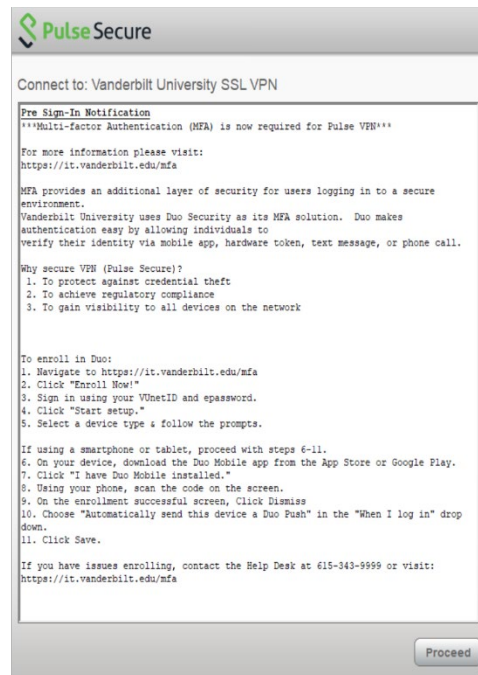 Pulse Secure
Connect to: Vanderbilt University SSL VPN
Pre Sign-In Notification
***Multi-factor Authentication (MFA) is now required for Pulse VPN***
For more information please visit:
https://it.vanderbilt.edu/mfa
MFA provides an additional layer of security for users logging in to a secure
environment.
Vanderbilt University uses Duo Security as its MFA solution.  Duo makes
authentication easy by allowing individuals to
verify their identity via mobile app, hardware token, text message, or phone call.
Why secure VPN (Pulse Secure)?
1. To protect against credential theft
2. To achieve regulatory compliance
3. To gain visibility to all devices on the network
To enroll in Duo:
1. Navigate to https://it.vanderbilt.edu/mfa
2. Click "Enroll Now!"
3. Sign in using your VUnetID and epassword.
4. Click "Start setup."
5. Select a device type & follow the prompts.
If using a smartphone or tablet, proceed with steps 6-11.
6. On your device, download the Duo Mobile app from the App Store or Google Play.
7. Click "I have Duo Mobile installed."
8. Using your phone, scan the code on the screen.
9. On the enrollment successful screen, Click Dismiss
10. Choose "Automatically send this device a Duo Push" in the "When I log in" drop
down.
11. Click Save.
If you have issues enrolling, contact the Help Desk at 615-343-9999 or visit:
https://it.vanderbilt.edu/mfa
Proceed